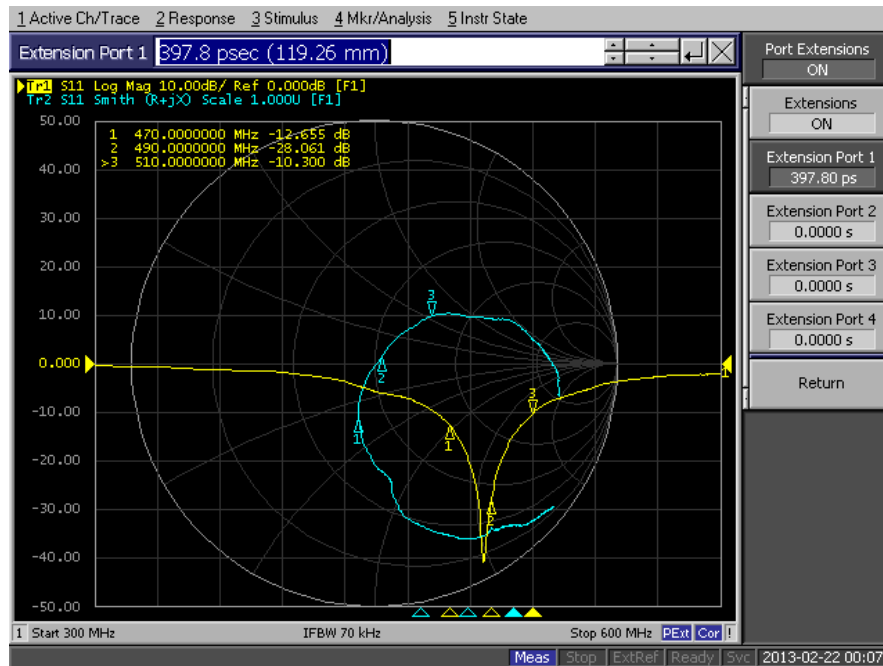 1 Active Ch/Trace 2 Response 3 Stimulus 4 Mkr/Analysis 5 Instr State
Extension Port 1 397.8 psec (119.26 mm)
Port Extensions
ON
Extensions
ON
Extension Port 1
397.80 ps
Extension Port 2
0.0000 s
Extension Port 3
0.0000 s
Extension Port 4
0.0000 s
Return
Tr1 S11 Log Mag 10.00dB/ Ref 0.000dB [F1]
Tr2 S11 Smith (R+jX) Scale 1.000U [F1]
1 470.0000000 MHz -12.655 dB
2 490.0000000 MHz -28.061 dB
>3 510.0000000 MHz -10.300 dB
50.00
40.00
30.00
20.00
10.00
0.000
-10.00
-20.00
-30.00
-40.00
-50.00
3
2
1
1
3
2
1
1 Start 300 MHz IFBW 70 kHz Stop 600 MHz PExt Cor !
Meas Stop ExtRef Ready Svc 2013-02-22 00:07